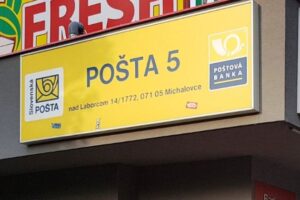 FRESH
Slovenská
POŠTA
POŠTA 5
nad Laborcom 14/1772, 071 05 Michalovce
POŠTOVÁ
BANKA